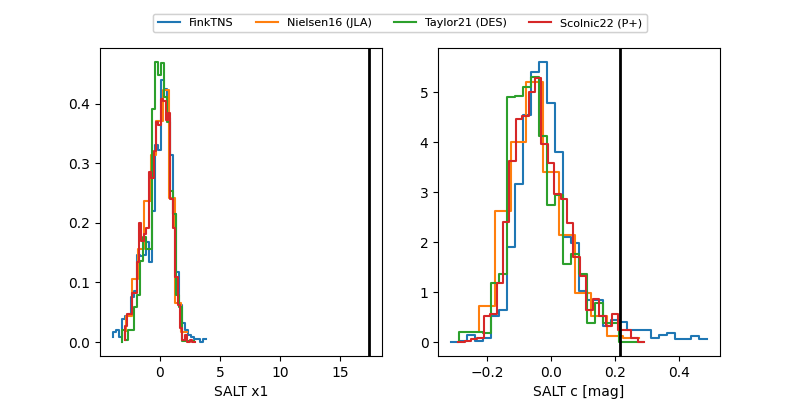 FinkTNS Nielsen16 (JLA) Taylor21 (DES) Scolnic22 (P+)
0.4
0.3
0.2
0.1
0.0
0 5 10 15
SALT x1
5
4
3
2
1
0
−0.2 0.0 0.2 0.4
SALT c [mag]